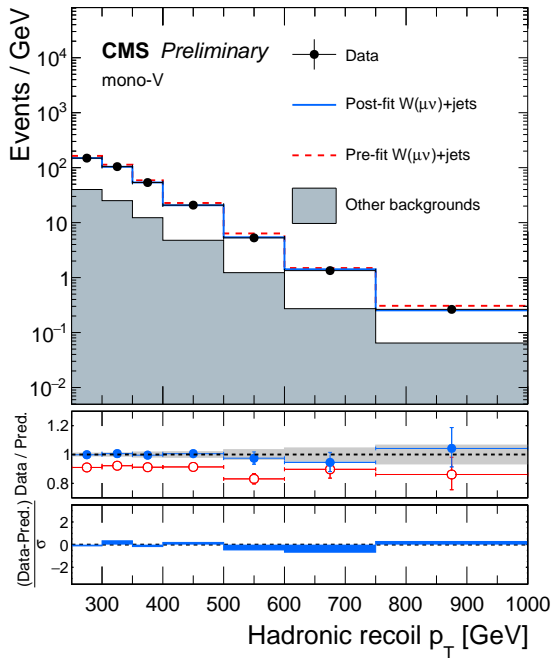 CMS Preliminary
mono-V
Data
Post-fit W(μν)+jets
Pre-fit W(μν)+jets
Other backgrounds
Events / GeV
10⁴
10³
10²
10
1
10⁻¹
10⁻²
Data / Pred.
1.2
1
0.8
(Data-Pred.)
σ
2
0
−2
300 400 500 600 700 800 900 1000
Hadronic recoil p_T [GeV]